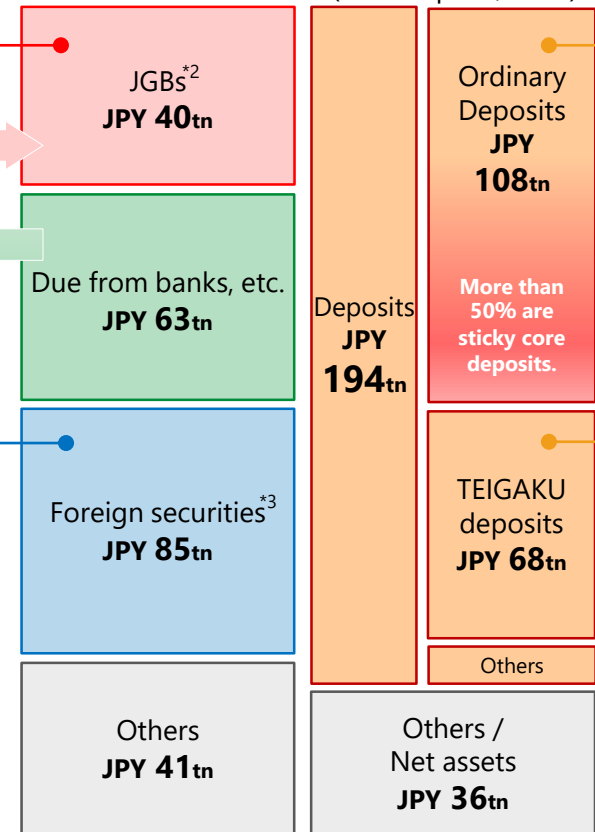 JGBs*2
JPY 40tn
Due from banks, etc.
JPY 63tn
Foreign securities*3
JPY 85tn
Others
JPY 41tn
Deposits
JPY
194tn
Ordinary
Deposits
JPY
108tn
More than
50% are
sticky core
deposits.
TEIGAKU
deposits
JPY 68tn
Others
Others /
Net assets
JPY 36tn